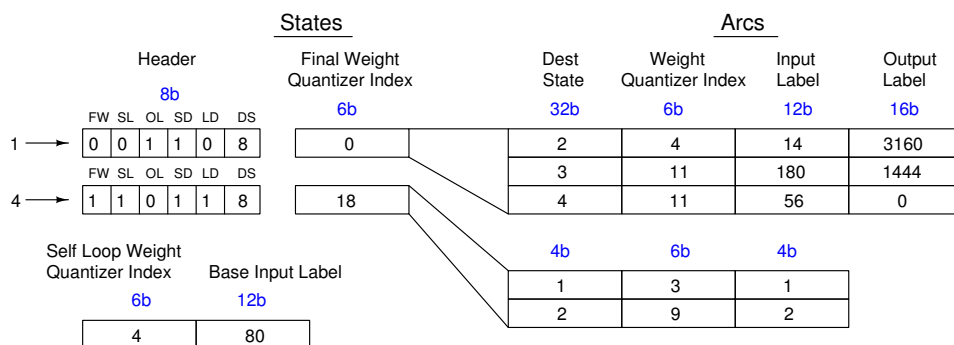 States
Arcs
Header
Final Weight
Quantizer Index
Dest
State
Weight
Quantizer Index
Input
Label
Output
Label
8b
6b
32b
6b
12b
16b
FW SL OL SD LD DS
1 0 0 1 1 0 8
0
2 4 14 3160
3 11 180 1444
4 11 56 0
FW SL OL SD LD DS
4 1 1 0 1 1 8
18
Self Loop Weight
Quantizer Index
Base Input Label
6b
12b
4 80
4b
6b
4b
1 3 1
2 9 2